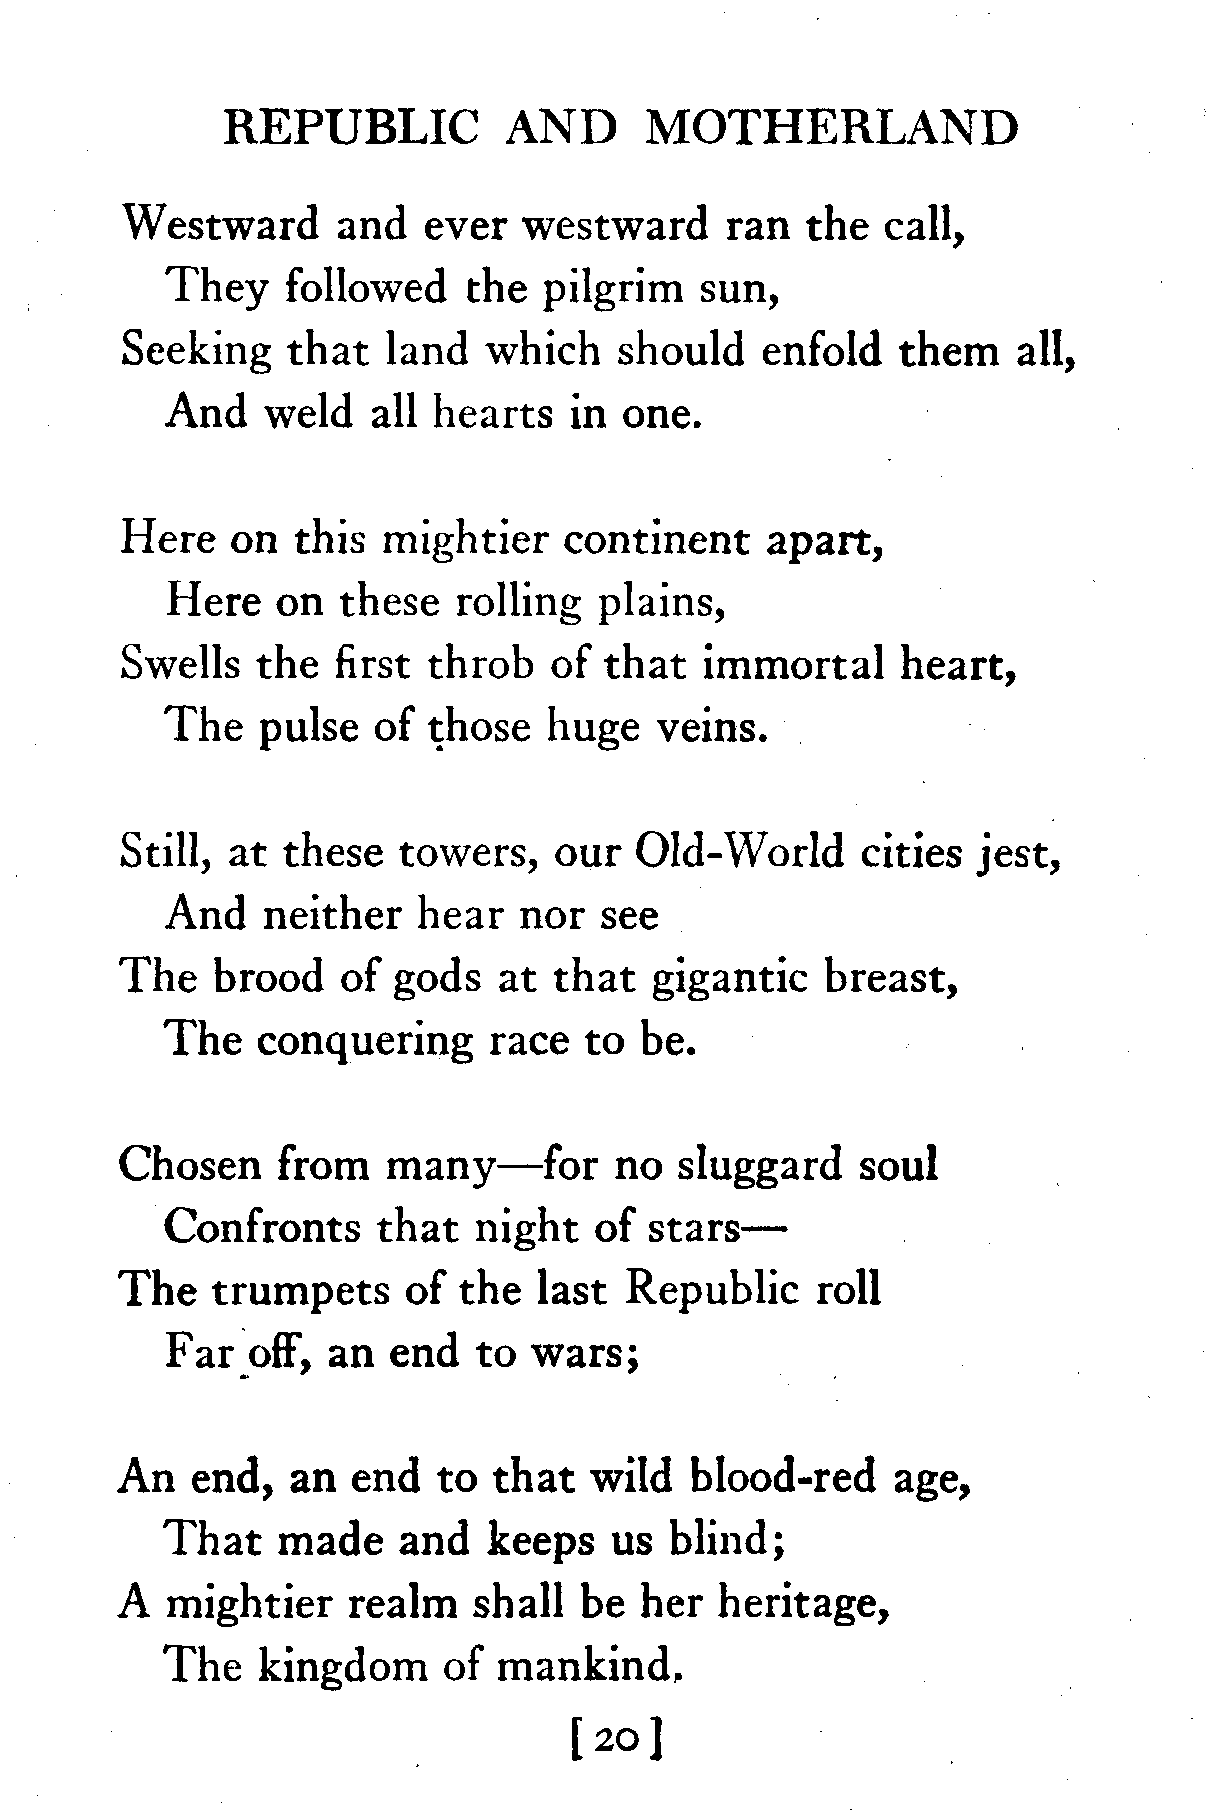 REPUBLIC AND MOTHERLAND
Westward and ever westward ran the call,
They followed the pilgrim sun,
Seeking that land which should enfold them all,
And weld all hearts in one.
Here on this mightier continent apart,
Here on these rolling plains,
Swells the first throb of that immortal heart,
The pulse of those huge veins.
Still, at these towers, our Old-World cities jest,
And neither hear nor see
The brood of gods at that gigantic breast,
The conquering race to be.
Chosen from many—for no sluggard soul
Confronts that night of stars—
The trumpets of the last Republic roll
Far off, an end to wars;
An end, an end to that wild blood-red age,
That made and keeps us blind;
A mightier realm shall be her heritage,
The kingdom of mankind.
[ 20 ]